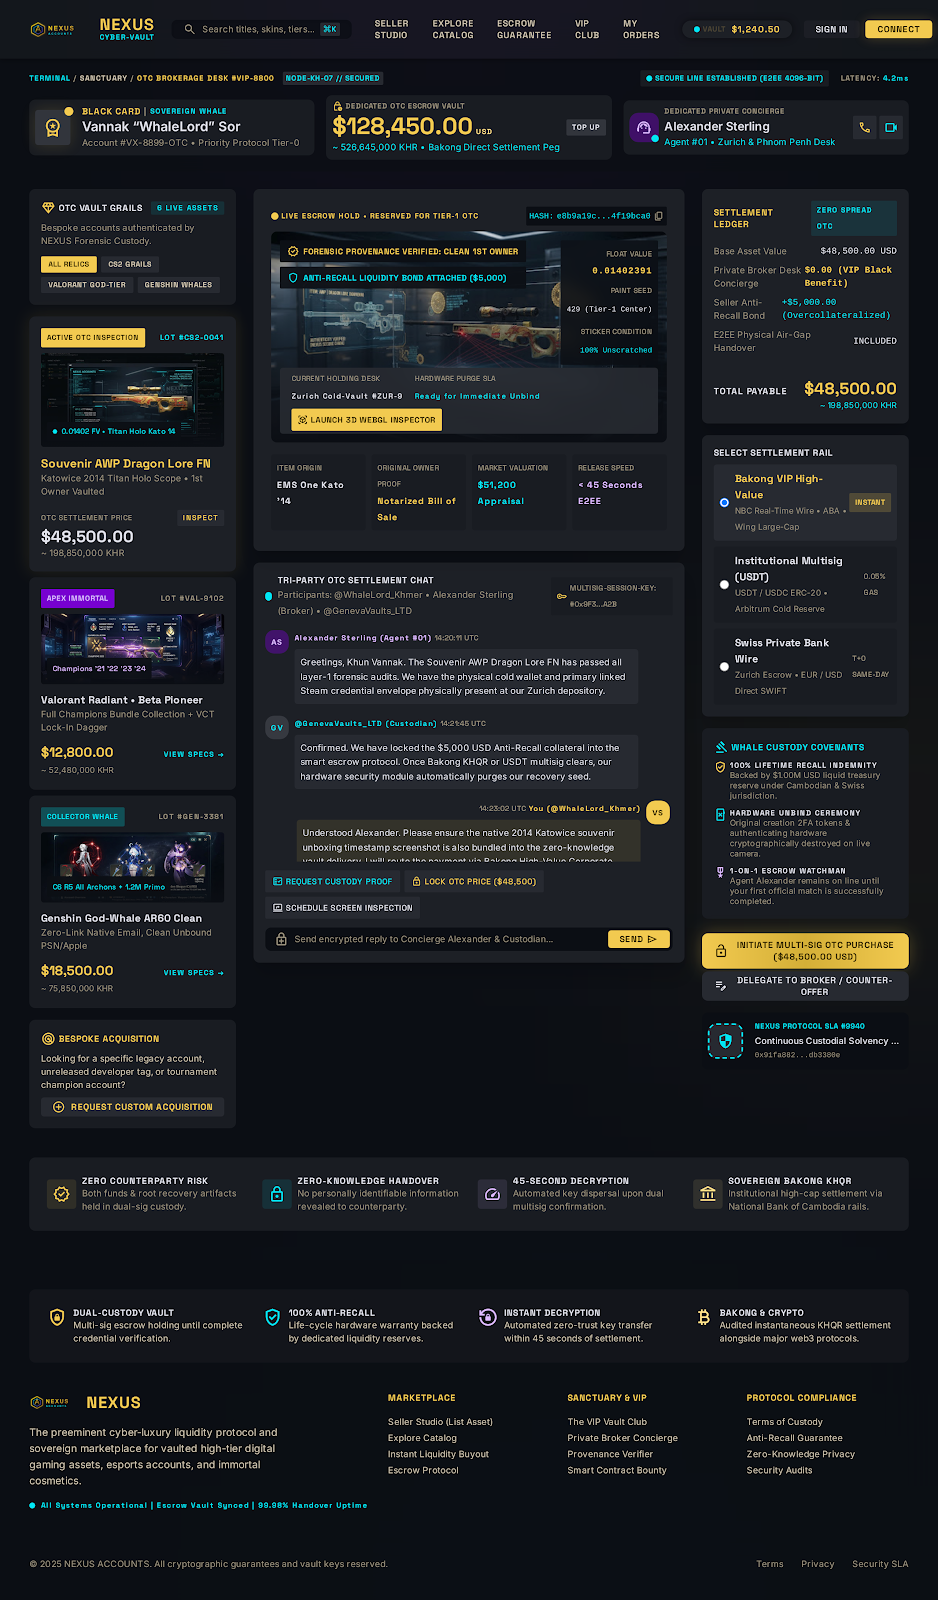 NEXUS
ACCOUNTS
NEXUS
CYBER-VAULT
Search titles, skins, tiers...
⌘K
SELLER STUDIO
EXPLORE CATALOG
ESCROW GUARANTEE
VIP CLUB
MY ORDERS
VAULT $1,240.50
SIGN IN
CONNECT
TERMINAL / SANCTUARY / OTC BROKERAGE DESK #VIP-8800
NODE-KH-07 // SECURED
SECURE LINE ESTABLISHED (E2EE 4096-BIT)
LATENCY: 4.2ms
BLACK CARD | SOVEREIGN WHALE
Vannak “WhaleLord” Sor
Account #VX-8899-OTC • Priority Protocol Tier-0
DEDICATED OTC ESCROW VAULT
$128,450.00 USD
~ 526,645,000 KHR • Bakong Direct Settlement Peg
TOP UP
DEDICATED PRIVATE CONCIERGE
Alexander Sterling
Agent #01 • Zurich & Phnom Penh Desk
OTC VAULT GRAILS
6 LIVE ASSETS
Bespoke accounts authenticated by
NEXUS Forensic Custody.
ALL RELICS
CS2 GRAILS
VALORANT GOD-TIER
GENSHIN WHALES
ACTIVE OTC INSPECTION
LOT #CS2-0041
0.01402 FV • Titan Holo Kato 14
Souvenir AWP Dragon Lore FN
Katowice 2014 Titan Holo Scope • 1st
Owner Vaulted
OTC SETTLEMENT PRICE
$48,500.00
~ 198,850,000 KHR
INSPECT
APEX IMMORTAL
LOT #VAL-9102
Champions '21 '22 '23 '24
Valorant Radiant • Beta Pioneer
Full Champions Bundle Collection + VCT
Lock-In Dagger
$12,800.00
VIEW SPECS →
~ 52,480,000 KHR
COLLECTOR WHALE
LOT #GEN-3381
C6 R5 All Archons + 1.2M Primo
Genshin God-Whale AR60 Clean
Zero-Link Native Email, Clean Unbound
PSN/Apple
$18,500.00
VIEW SPECS →
~ 75,850,000 KHR
BESPOKE ACQUISITION
Looking for a specific legacy account,
unreleased developer tag, or tournament
champion account?
REQUEST CUSTOM ACQUISITION
LIVE ESCROW HOLD • RESERVED FOR TIER-1 OTC
HASH: e8b9a19c...4f19bca0
FORENSIC PROVENANCE VERIFIED: CLEAN 1ST OWNER
ANTI-RECALL LIQUIDITY BOND ATTACHED ($5,000)
FLOAT VALUE
0.01402391
PAINT SEED
429 (Tier-1 Center)
STICKER CONDITION
100% Unscratched
CURRENT HOLDING DESK
Zurich Cold-Vault #ZUR-9
HARDWARE PURGE SLA
Ready for Immediate Unbind
LAUNCH 3D WEBGL INSPECTOR
ITEM ORIGIN
EMS One Kato
'14
ORIGINAL OWNER
PROOF
Notarized Bill of
Sale
MARKET VALUATION
$51,200
Appraisal
RELEASE SPEED
< 45 Seconds
E2EE
TRI-PARTY OTC SETTLEMENT CHAT
Participants: @WhaleLord_Khmer • Alexander Sterling
(Broker) • @GenevaVaults_LTD
MULTISIG-SESSION-KEY:
#0x9F3...A2B
AS
Alexander Sterling (Agent #01) 14:20:11 UTC
Greetings, Khun Vannak. The Souvenir AWP Dragon Lore FN has passed all
layer-1 forensic audits. We have the physical cold wallet and primary linked
Steam credential envelope physically present at our Zurich depository.
GV
@GenevaVaults_LTD (Custodian) 14:21:45 UTC
Confirmed. We have locked the $5,000 USD Anti-Recall collateral into the
smart escrow protocol. Once Bakong KHQR or USDT multisig clears, our
hardware security module automatically purges our recovery seed.
14:23:02 UTC You (@WhaleLord_Khmer)
VS
Understood Alexander. Please ensure the native 2014 Katowice souvenir
unboxing timestamp screenshot is also bundled into the zero-knowledge
vault delivery. I will route the payment via Bakong High-Value Corporate
REQUEST CUSTODY PROOF
LOCK OTC PRICE ($48,500)
SCHEDULE SCREEN INSPECTION
Send encrypted reply to Concierge Alexander & Custodian...
SEND
SETTLEMENT
LEDGER
ZERO SPREAD
OTC
Base Asset Value
$48,500.00 USD
Private Broker Desk
Concierge
$0.00 (VIP Black
Benefit)
Seller Anti-
Recall Bond
+$5,000.00
(Overcollateralized)
E2EE Physical Air-Gap
Handover
INCLUDED
TOTAL PAYABLE
$48,500.00
~ 198,850,000 KHR
SELECT SETTLEMENT RAIL
Bakong VIP High-
Value
NBC Real-Time Wire • ABA •
Wing Large-Cap
INSTANT
Institutional Multisig
(USDT)
USDT / USDC ERC-20 •
Arbitrum Cold Reserve
0.05%
GAS
Swiss Private Bank
Wire
Zurich Escrow • EUR / USD
Direct SWIFT
T+0
SAME-DAY
WHALE CUSTODY COVENANTS
100% LIFETIME RECALL INDEMNITY
Backed by $1.00M USD liquid treasury
reserve under Cambodian & Swiss
jurisdiction.
HARDWARE UNBIND CEREMONY
Original creation 2FA tokens &
authenticating hardware
cryptographically destroyed on live
camera.
1-ON-1 ESCROW WATCHMAN
Agent Alexander remains on line until
your first official match is successfully
completed.
INITIATE MULTI-SIG OTC PURCHASE
($48,500.00 USD)
DELEGATE TO BROKER / COUNTER-
OFFER
NEXUS PROTOCOL SLA #9940
Continuous Custodial Solvency ...
0x91fa882...db3380e
ZERO COUNTERPARTY RISK
Both funds & root recovery artifacts
held in dual-sig custody.
ZERO-KNOWLEDGE HANDOVER
No personally identifiable information
revealed to counterparty.
45-SECOND DECRYPTION
Automated key dispersal upon dual
multisig confirmation.
SOVEREIGN BAKONG KHQR
Institutional high-cap settlement via
National Bank of Cambodia rails.
DUAL-CUSTODY VAULT
Multi-sig escrow holding until complete
credential verification.
100% ANTI-RECALL
Life-cycle hardware warranty backed
by dedicated liquidity reserves.
INSTANT DECRYPTION
Automated zero-trust key transfer
within 45 seconds of settlement.
BAKONG & CRYPTO
Audited instantaneous KHQR settlement
alongside major web3 protocols.
NEXUS
NEXUS
The preeminent cyber-luxury liquidity protocol and
sovereign marketplace for vaulted high-tier digital
gaming assets, esports accounts, and immortal
cosmetics.
All Systems Operational | Escrow Vault Synced | 99.98% Handover Uptime
MARKETPLACE
Seller Studio (List Asset)
Explore Catalog
Instant Liquidity Buyout
Escrow Protocol
SANCTUARY & VIP
The VIP Vault Club
Private Broker Concierge
Provenance Verifier
Smart Contract Bounty
PROTOCOL COMPLIANCE
Terms of Custody
Anti-Recall Guarantee
Zero-Knowledge Privacy
Security Audits
© 2025 NEXUS ACCOUNTS. All cryptographic guarantees and vault keys reserved.
Terms
Privacy
Security SLA